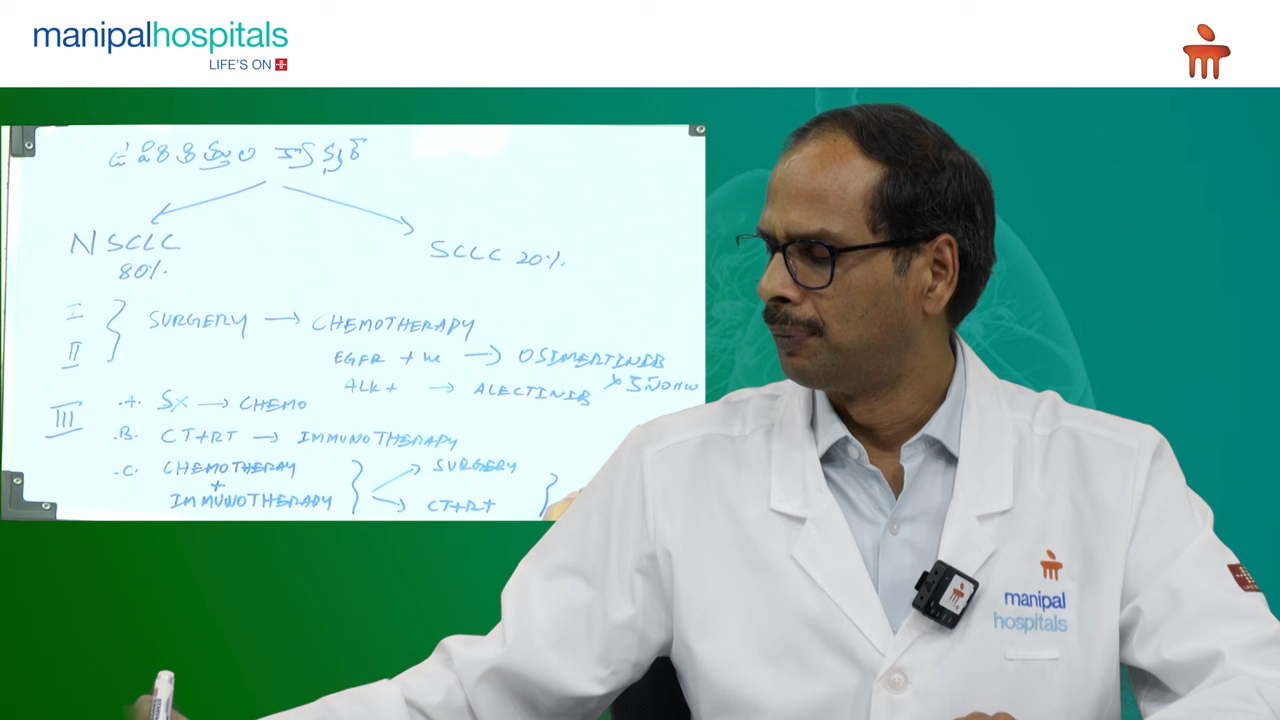 manipalhospitals
LIFE'S ON
ఊపిరితిత్తుల కాన్సర్
NSCLC
80%.
SCLC 20%.
I
II
SURGERY → CHEMOTHERAPY
EGFR +ve → OSIMERTINIB
ALK + → ALECTINIB
III
.A. Sx → CHEMO
.B. CT+RT → IMMUNOTHERAPY
.C. CHEMOTHERAY
+
IMMUNOTHERAPY
SURGERY
CT+RT
manipal
hospitals